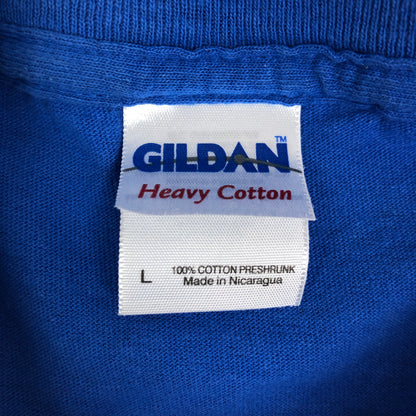 GILDAN™
Heavy Cotton
L 100% COTTON PRESHRUNK
Made in Nicaragua